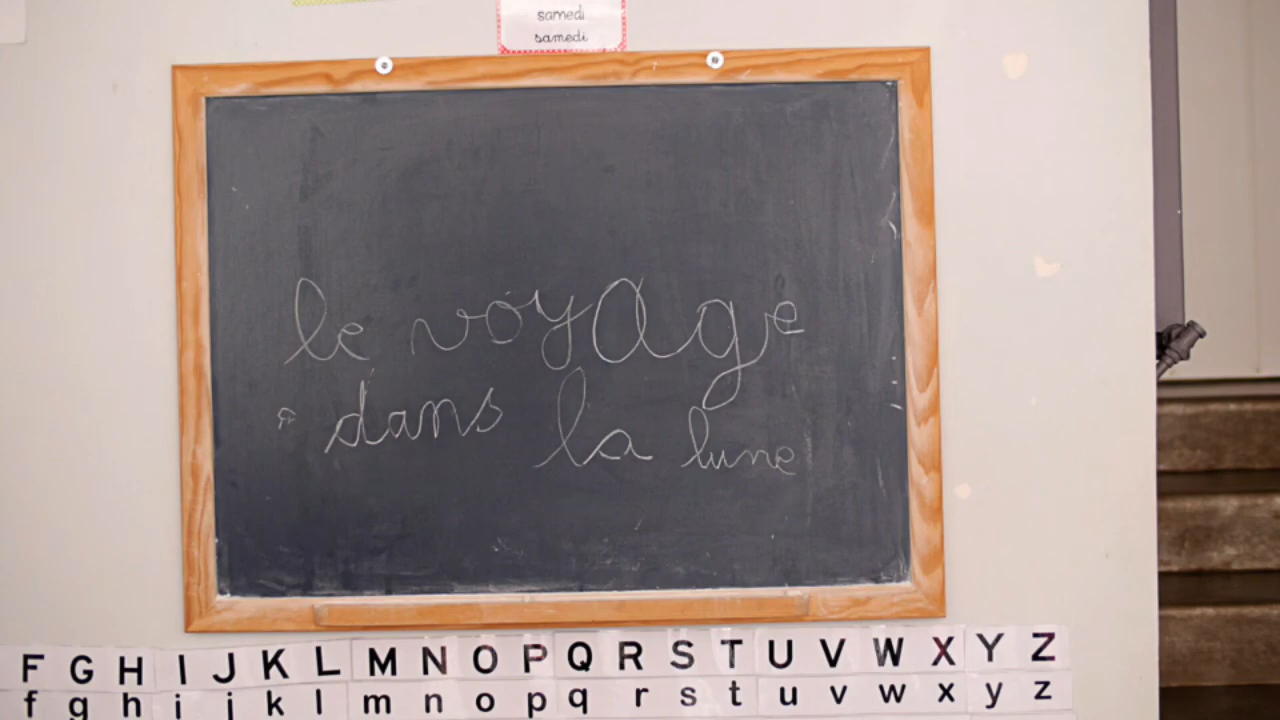 samedi
samedi
le voyage
dans la lune
F G H I J K L M N O P Q R S T U V W X Y Z
f g h i j k l m n o p q r s t u v w x y z